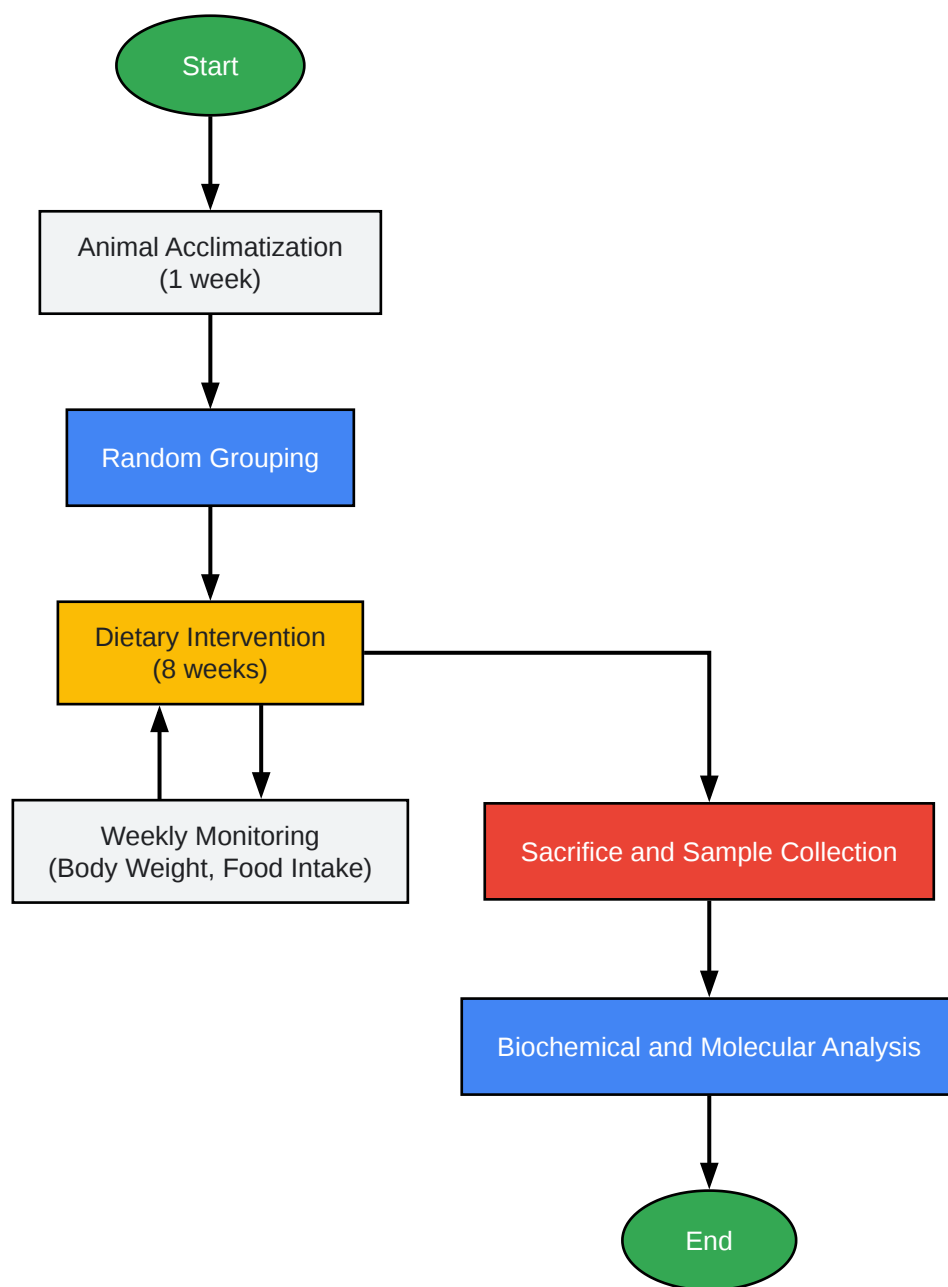 Start
Animal Acclimatization
(1 week)
Random Grouping
Dietary Intervention
(8 weeks)
Weekly Monitoring
(Body Weight, Food Intake)
Sacrifice and Sample Collection
Biochemical and Molecular Analysis
End